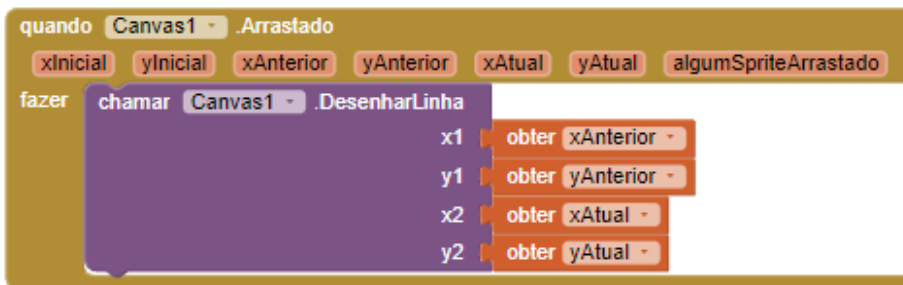 quando Canvas1 .Arrastado
xInicial yInicial xAnterior yAnterior xAtual yAtual algumSpriteArrastado
fazer chamar Canvas1 .DesenharLinha
x1 obter xAnterior
y1 obter yAnterior
x2 obter xAtual
y2 obter yAtual